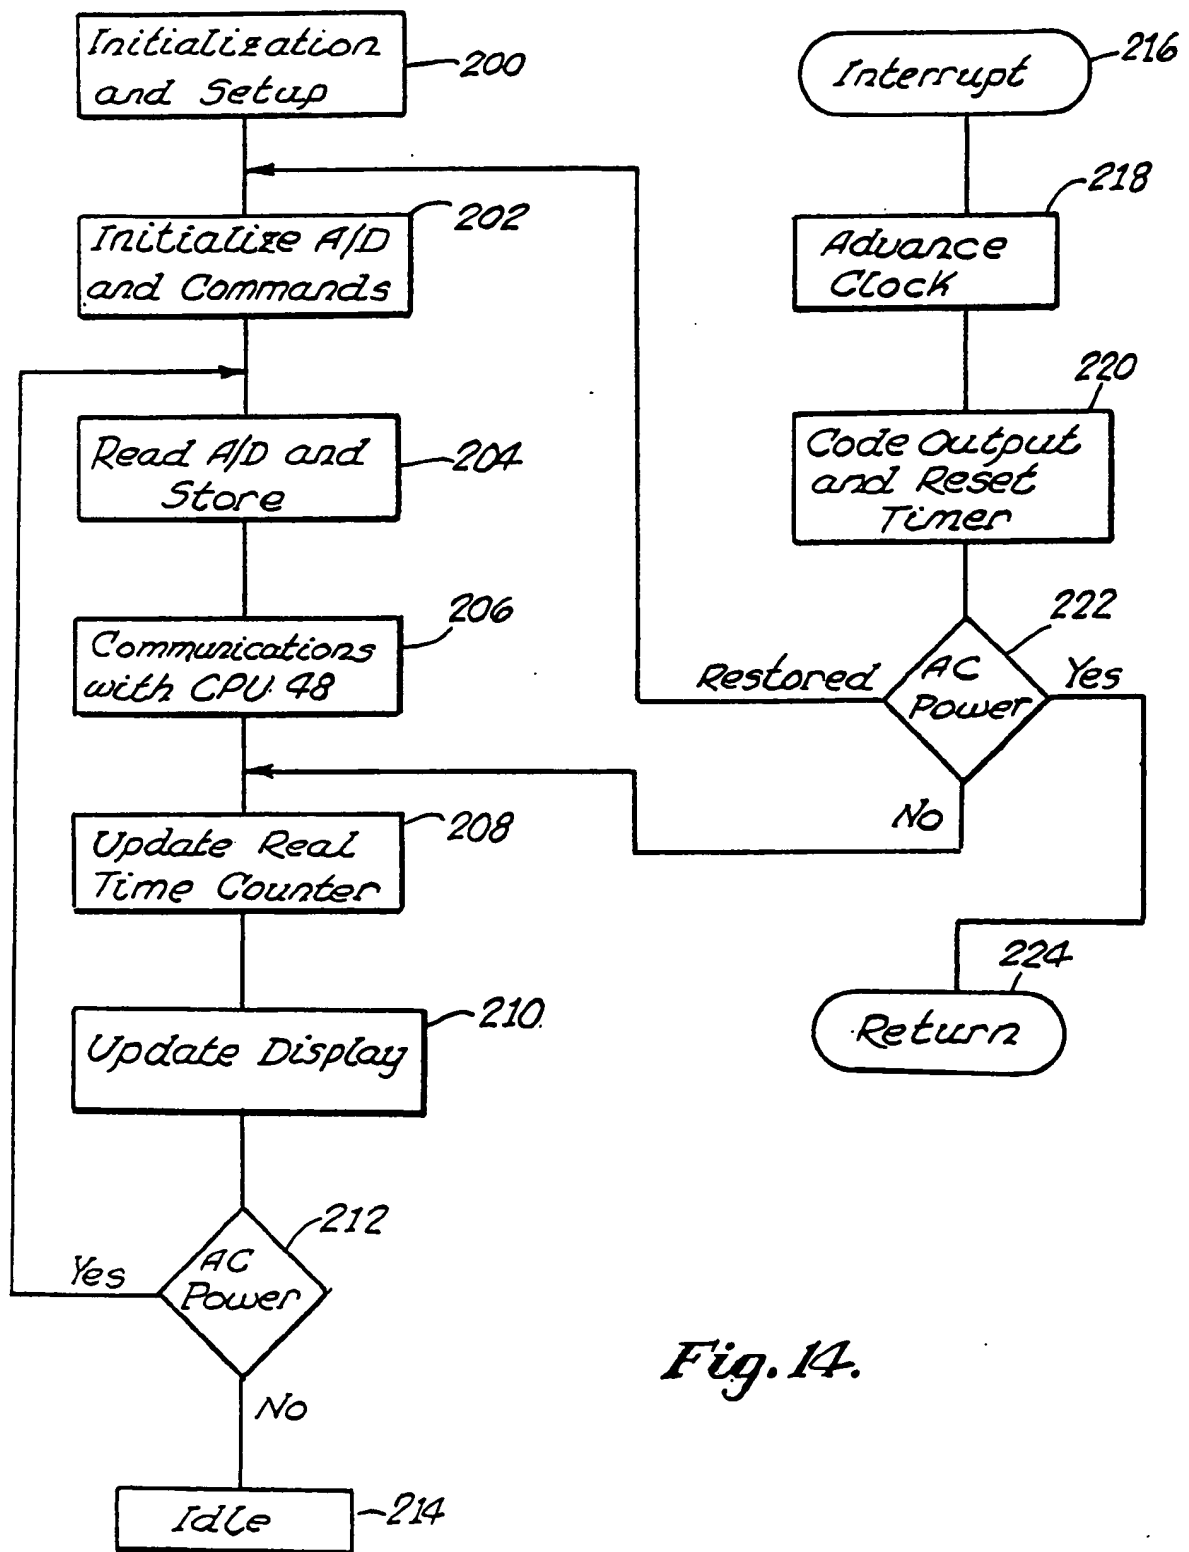 Initialization
and Setup
200
Initialize A/D
and Commands
202
Read A/D and
Store
204
Communications
with CPU 48
206
Update Real
Time Counter
208
Update Display
210
AC
Power
212
Yes
No
Idle
214
Interrupt
216
Advance
Clock
218
Code Output
and Reset
Timer
220
AC
Power
222
Restored
Yes
No
Return
224
Fig. 14.